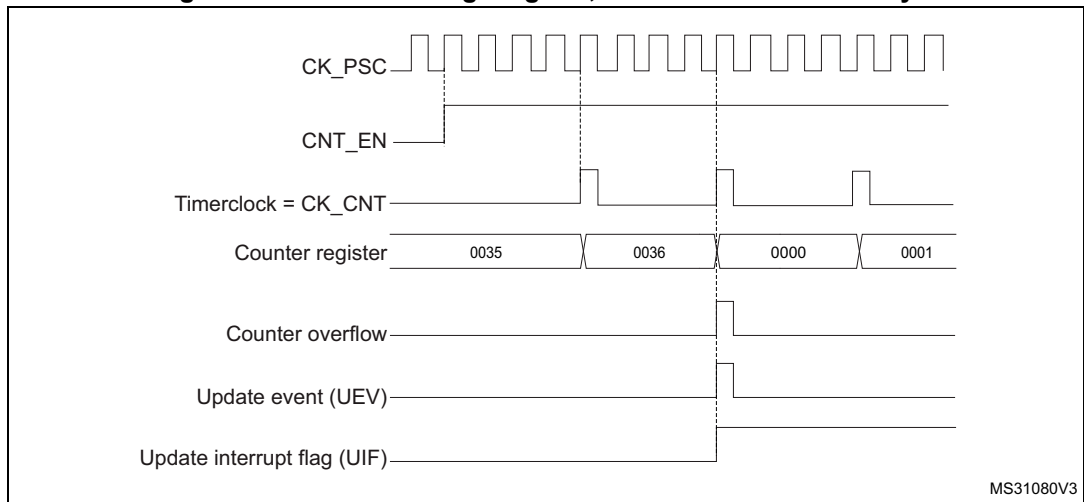 CK_PSC
CNT_EN
Timerclock = CK_CNT
Counter register 0035 0036 0000 0001
Counter overflow
Update event (UEV)
Update interrupt flag (UIF)
MS31080V3